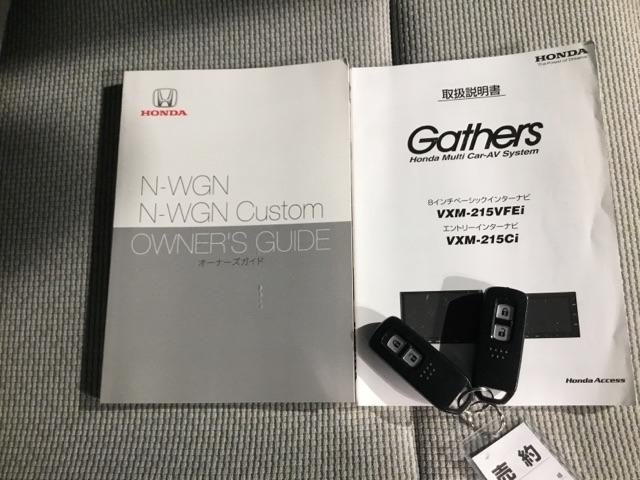 HONDA
N-WGN
N-WGN Custom
OWNER'S GUIDE
オーナーズガイド
HONDA
The Power of Dreams
取扱説明書
Gathers
Honda Multi Car-AV System
8インチベーシックインターナビ
VXM-215VFEi
エントリーインターナビ
VXM-215Ci
Honda Access
売約